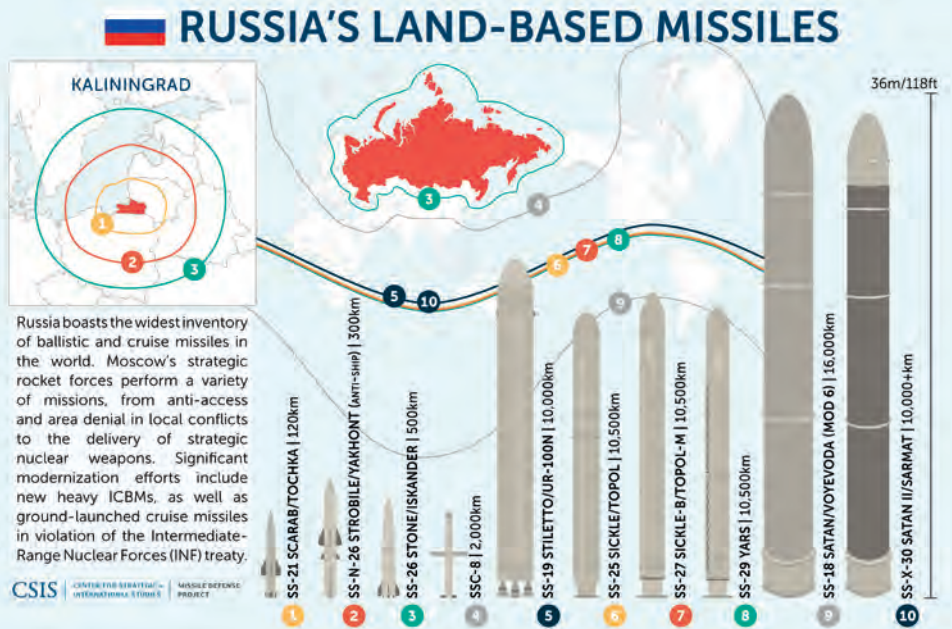 RUSSIA'S LAND-BASED MISSILES
KALININGRAD
1
2
3
3
4
5
10
6
7
8
9
36m/118ft
Russia boasts the widest inventory
of ballistic and cruise missiles in
the world. Moscow's strategic
rocket forces perform a variety
of missions, from anti-access
and area denial in local conflicts
to the delivery of strategic
nuclear weapons. Significant
modernization efforts include
new heavy ICBMs, as well as
ground-launched cruise missiles
in violation of the Intermediate-
Range Nuclear Forces (INF) treaty.
CSIS | CENTER FOR STRATEGIC &
INTERNATIONAL STUDIES
MISSILE DEFENSE
PROJECT
SS-21 SCARAB/TOCHKA | 120km
1
SS-N-26 STROBILE/YAKHONT (ANTI-SHIP) | 300km
2
SS-26 STONE/ISKANDER | 500km
3
SSC-8 | 2,000km
4
SS-19 STILETTO/UR-100N | 10,000km
5
SS-25 SICKLE/TOPOL | 10,500km
6
SS-27 SICKLE-B/TOPOL-M | 10,500km
7
SS-29 YARS | 10,500km
8
SS-18 SATAN/VOYEVODA (MOD 6) | 16,000km
9
SS-X-30 SATAN II/SARMAT | 10,000+km
10